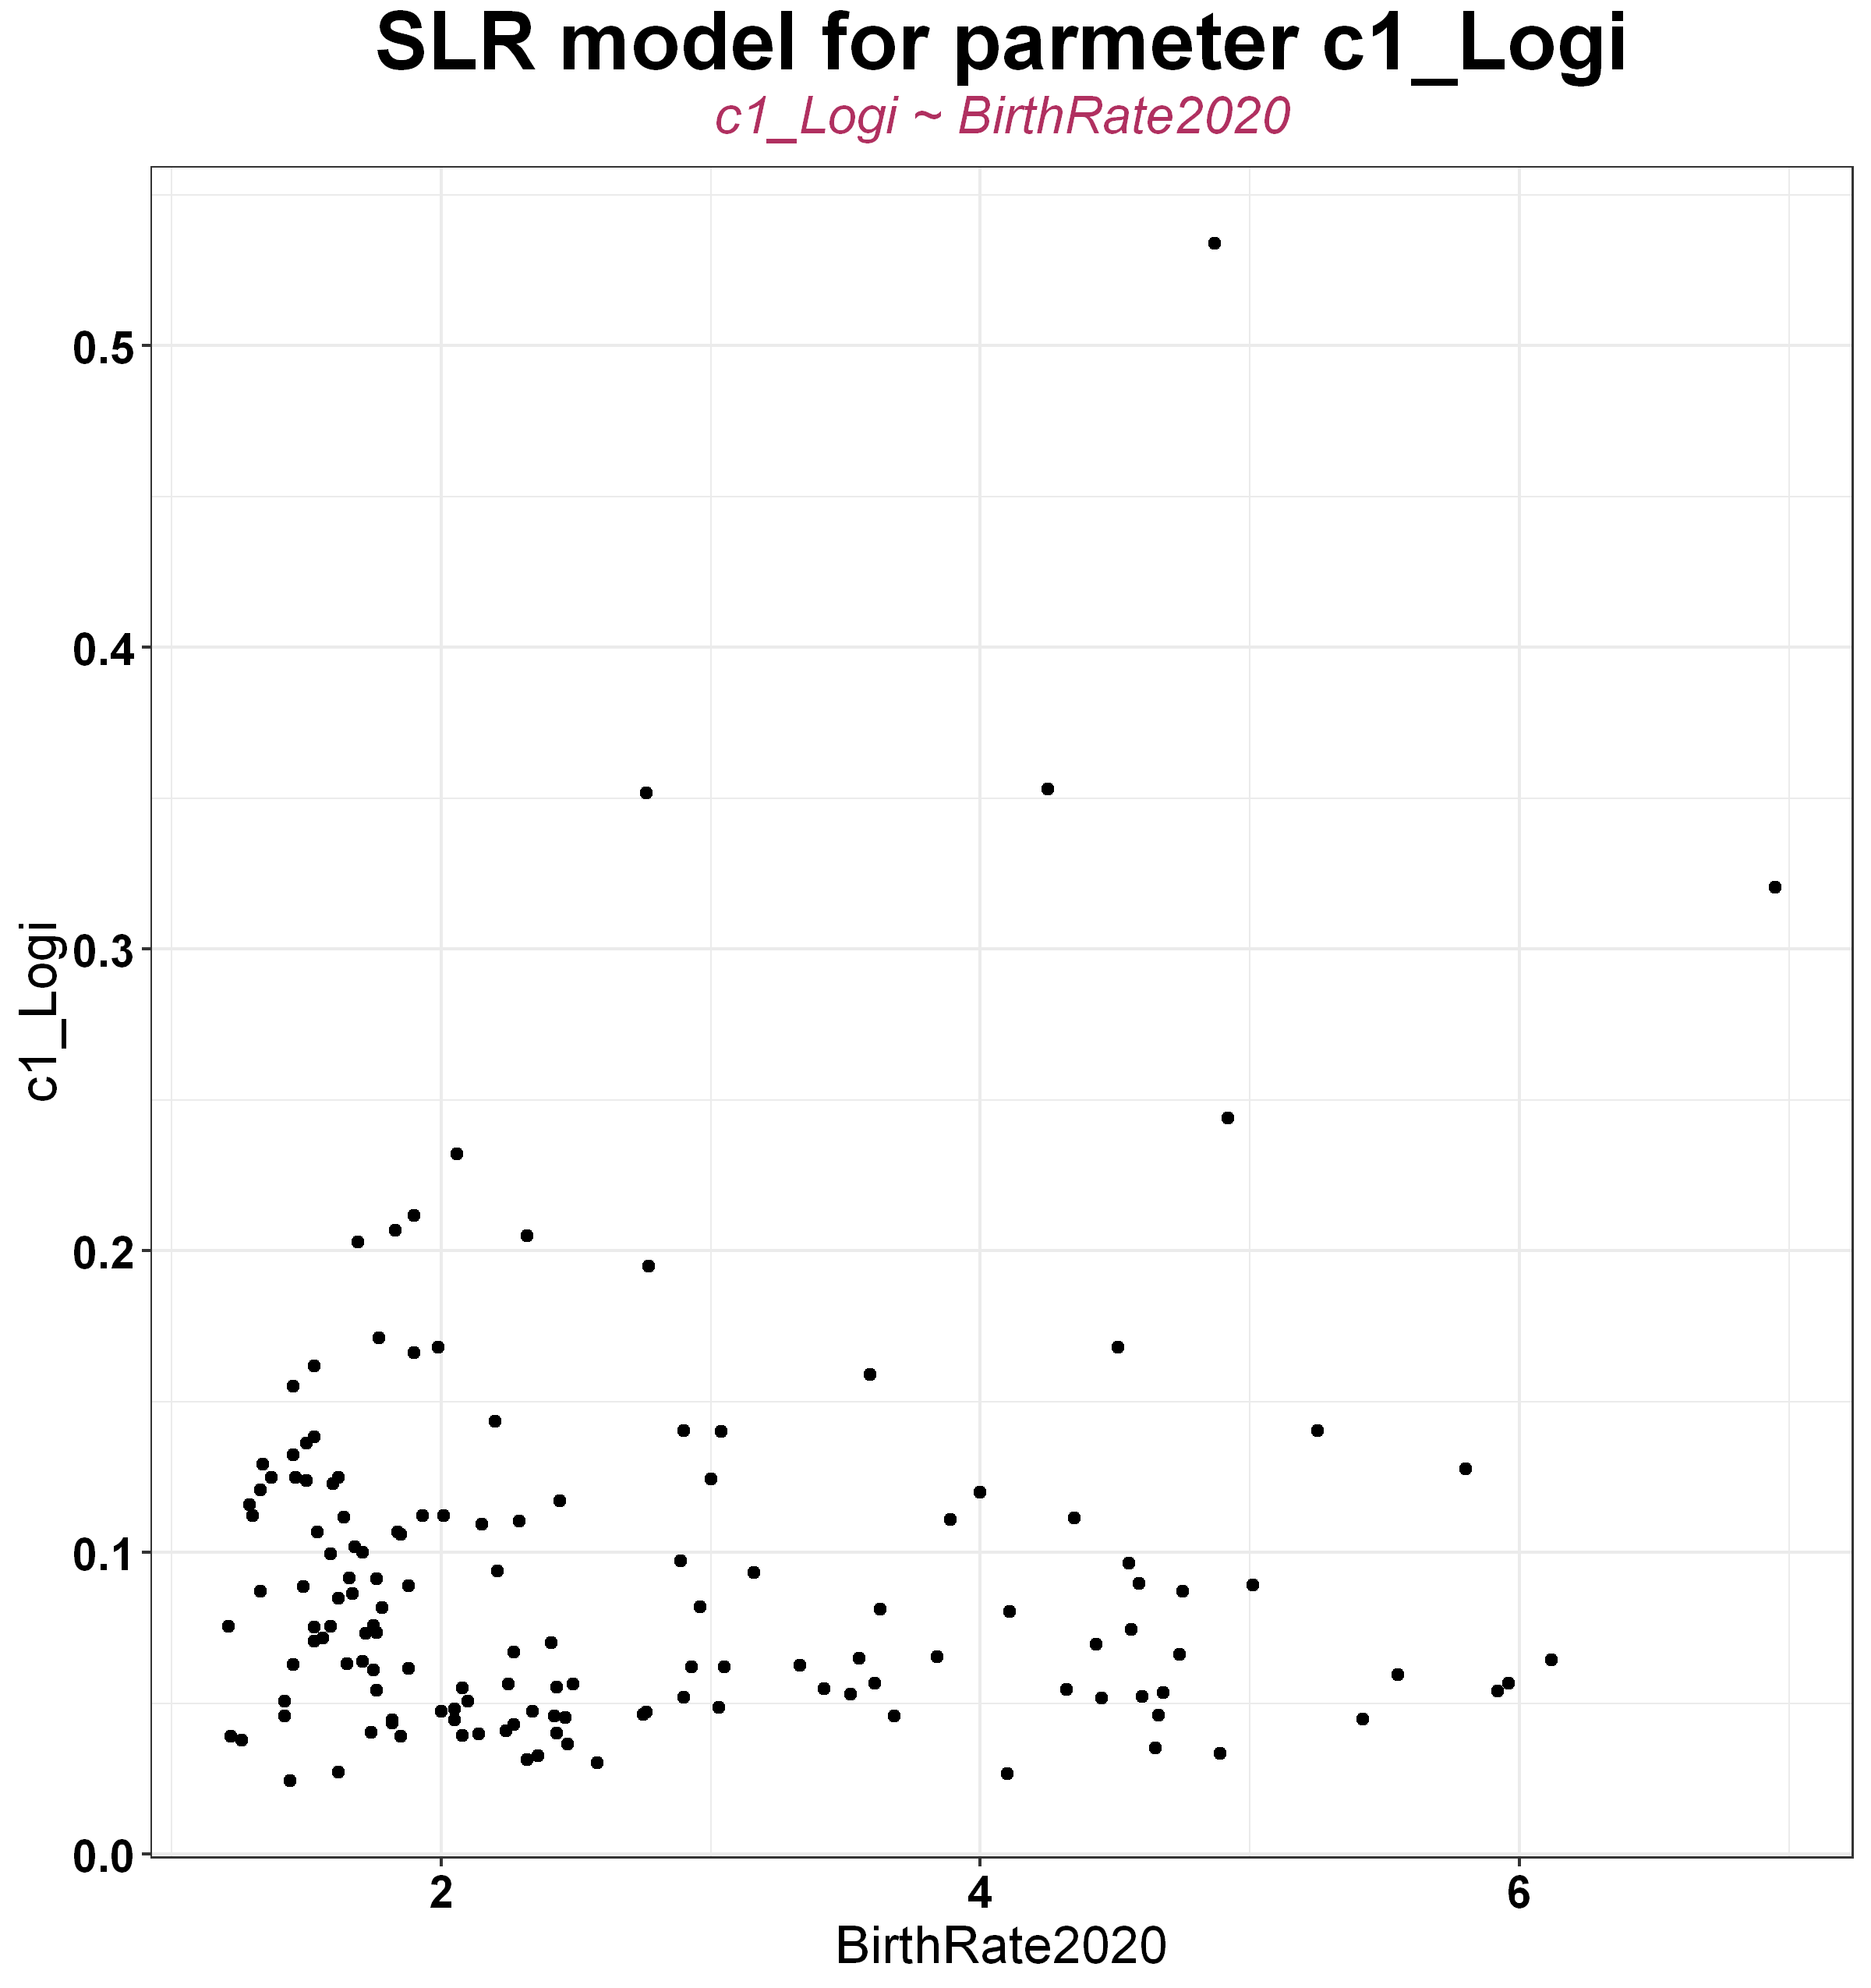 SLR model for parmeter c1_Logi
c1_Logi ~ BirthRate2020
0.5
0.4
0.3
0.2
0.1
0.0
c1_Logi
2 4 6
BirthRate2020